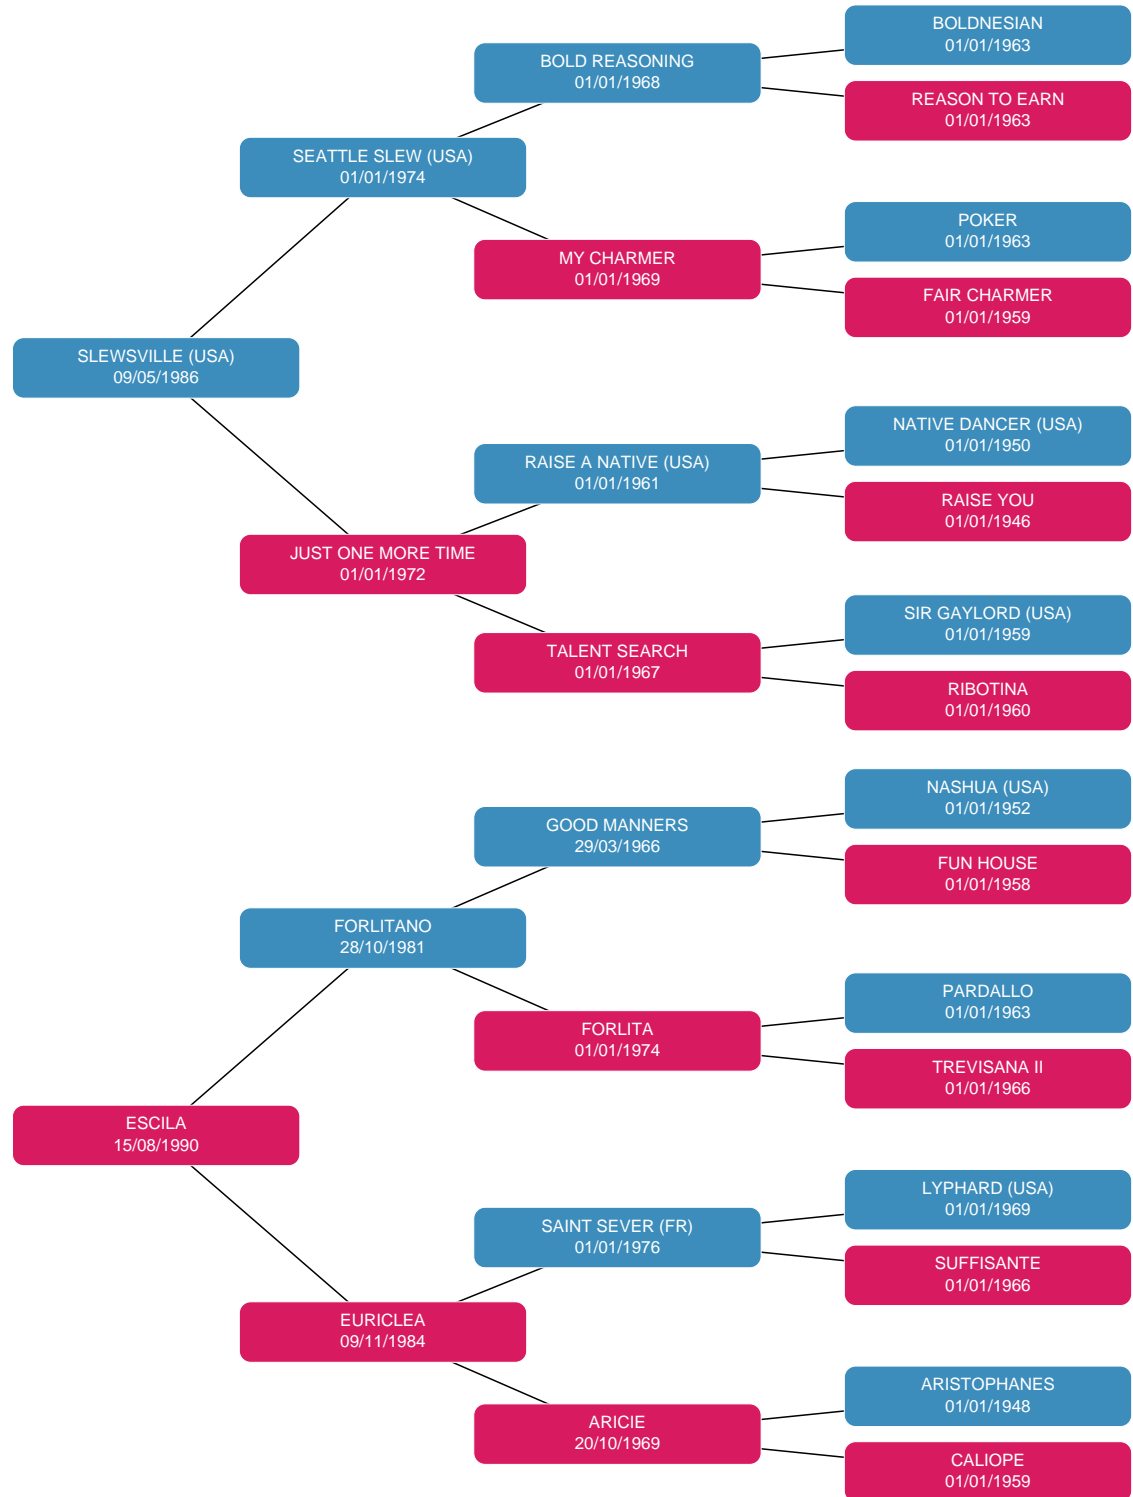 BOLDNESIAN
01/01/1963
BOLD REASONING
01/01/1968
REASON TO EARN
01/01/1963
SEATTLE SLEW (USA)
01/01/1974
POKER
01/01/1963
MY CHARMER
01/01/1969
FAIR CHARMER
01/01/1959
SLEWSVILLE (USA)
09/05/1986
NATIVE DANCER (USA)
01/01/1950
RAISE A NATIVE (USA)
01/01/1961
RAISE YOU
01/01/1946
JUST ONE MORE TIME
01/01/1972
SIR GAYLORD (USA)
01/01/1959
TALENT SEARCH
01/01/1967
RIBOTINA
01/01/1960
NASHUA (USA)
01/01/1952
GOOD MANNERS
29/03/1966
FUN HOUSE
01/01/1958
FORLITANO
28/10/1981
PARDALLO
01/01/1963
FORLITA
01/01/1974
TREVISANA II
01/01/1966
ESCILA
15/08/1990
LYPHARD (USA)
01/01/1969
SAINT SEVER (FR)
01/01/1976
SUFFISANTE
01/01/1966
EURICLEA
09/11/1984
ARISTOPHANES
01/01/1948
ARICIE
20/10/1969
CALIOPE
01/01/1959